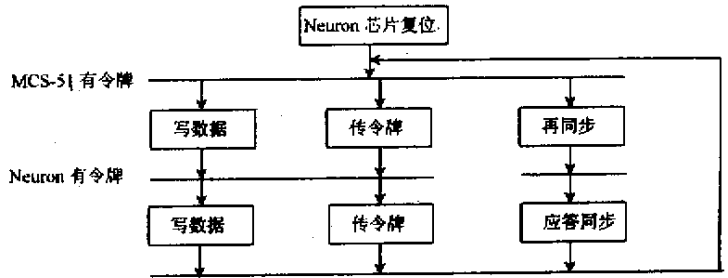 Neuron 芯片复位
MCS-51 有令牌
写数据
传令牌
再同步
Neuron 有令牌
写数据
传令牌
应答同步